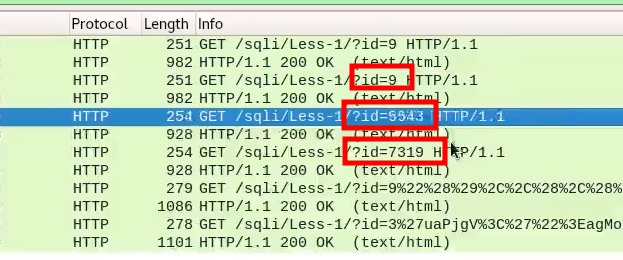 Protocol Length Info
HTTP 251 GET /sqli/Less-1/?id=9 HTTP/1.1
HTTP 982 HTTP/1.1 200 OK (text/html)
HTTP 251 GET /sqli/Less-1/?id=9 HTTP/1.1
HTTP 982 HTTP/1.1 200 OK (text/html)
HTTP 254 GET /sqli/Less-1/?id=6943 HTTP/1.1
HTTP 928 HTTP/1.1 200 OK (text/html)
HTTP 254 GET /sqli/Less-1/?id=7319 HTTP/1.1
HTTP 928 HTTP/1.1 200 OK (text/html)
HTTP 279 GET /sqli/Less-1/?id=9%22%28%29%2C%2C%28%2C%28%
HTTP 1086 HTTP/1.1 200 OK (text/html)
HTTP 278 GET /sqli/Less-1/?id=3%27uaPjgV%3C%27%22%3EagMo
HTTP 1101 HTTP/1.1 200 OK (text/html)